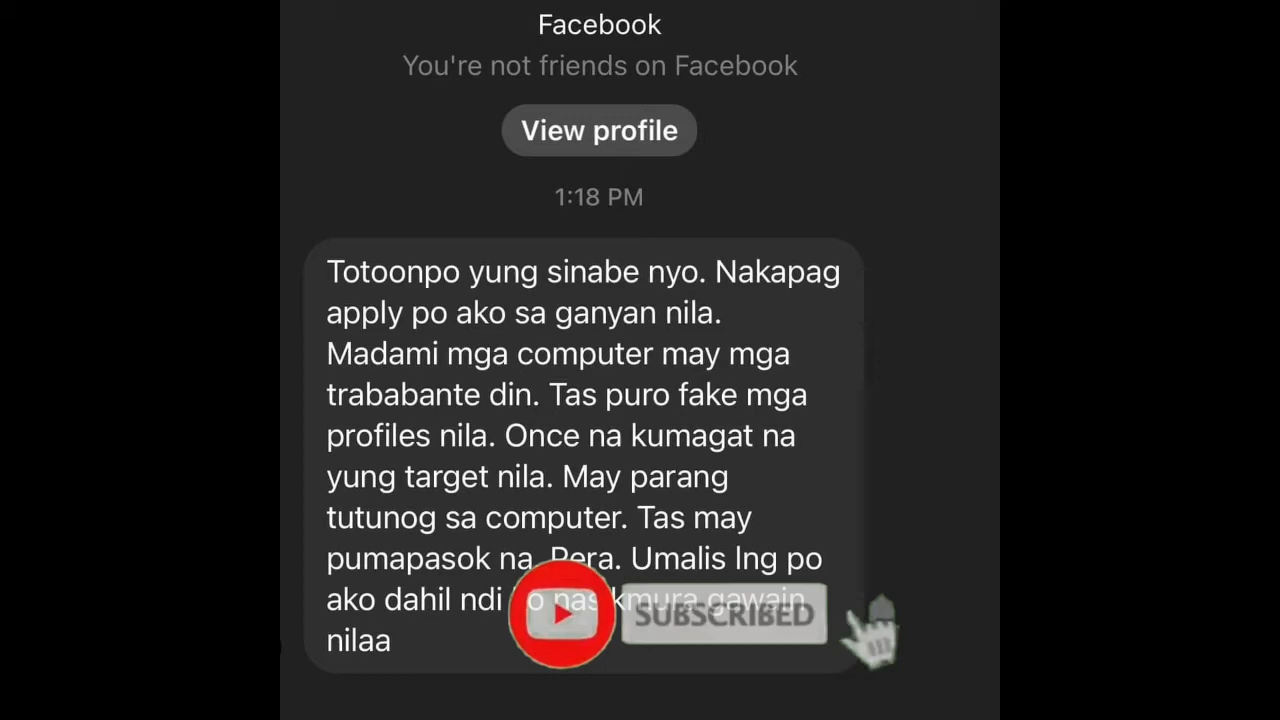 Facebook
You're not friends on Facebook
View profile
1:18 PM
Totoonpo yung sinabe nyo. Nakapag
apply po ako sa ganyan nila.
Madami mga computer may mga
trababante din. Tas puro fake mga
profiles nila. Once na kumagat na
yung target nila. May parang
tutunog sa computer. Tas may
pumapasok na. Pera. Umalis lng po
ako dahil ndi gawain
nilaa
SUBSCRIBED